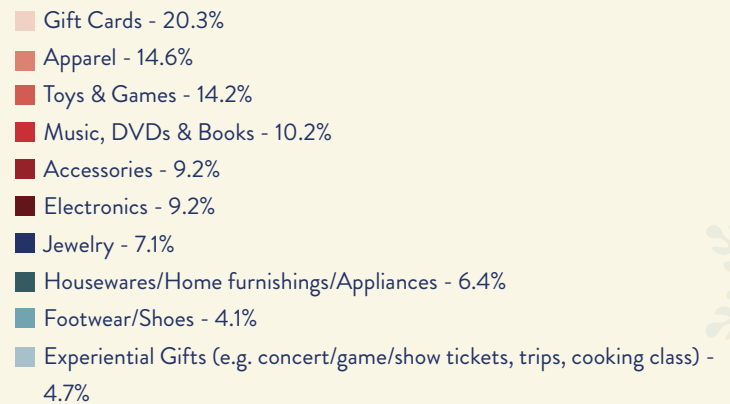 Gift Cards - 20.3%
Apparel - 14.6%
Toys & Games - 14.2%
Music, DVDs & Books - 10.2%
Accessories - 9.2%
Electronics - 9.2%
Jewelry - 7.1%
Housewares/Home furnishings/Appliances - 6.4%
Footwear/Shoes - 4.1%
Experiential Gifts (e.g. concert/game/show tickets, trips, cooking class) -
4.7%